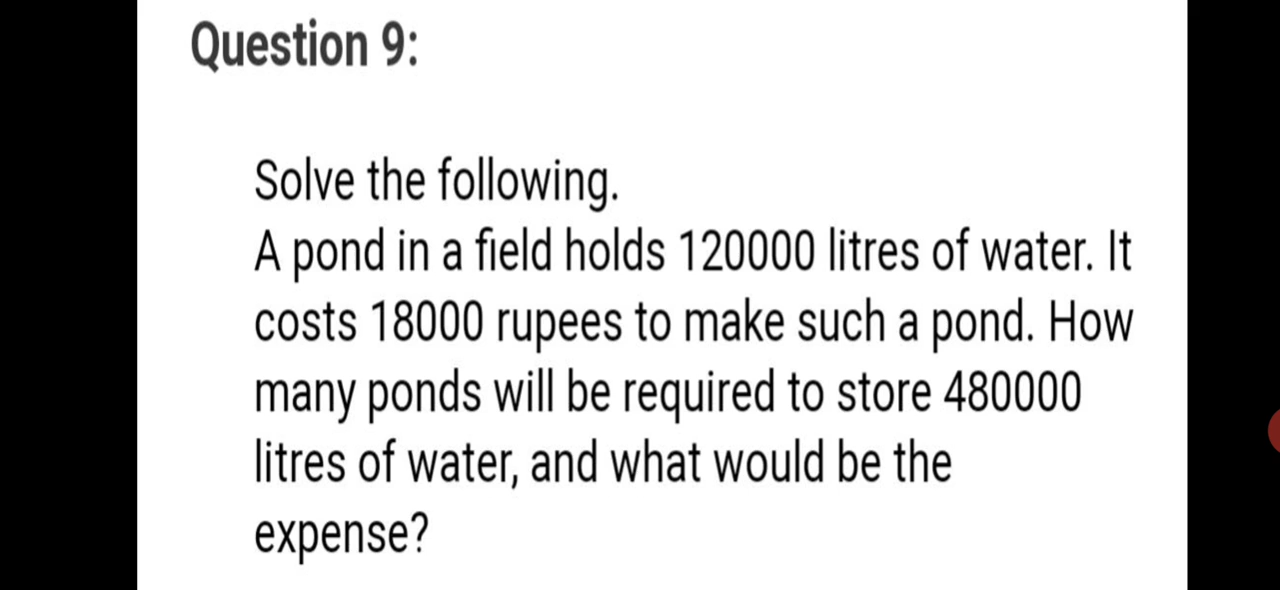 Question 9:
Solve the following.
A pond in a field holds 120000 litres of water. It
costs 18000 rupees to make such a pond. How
many ponds will be required to store 480000
litres of water, and what would be the
expense?